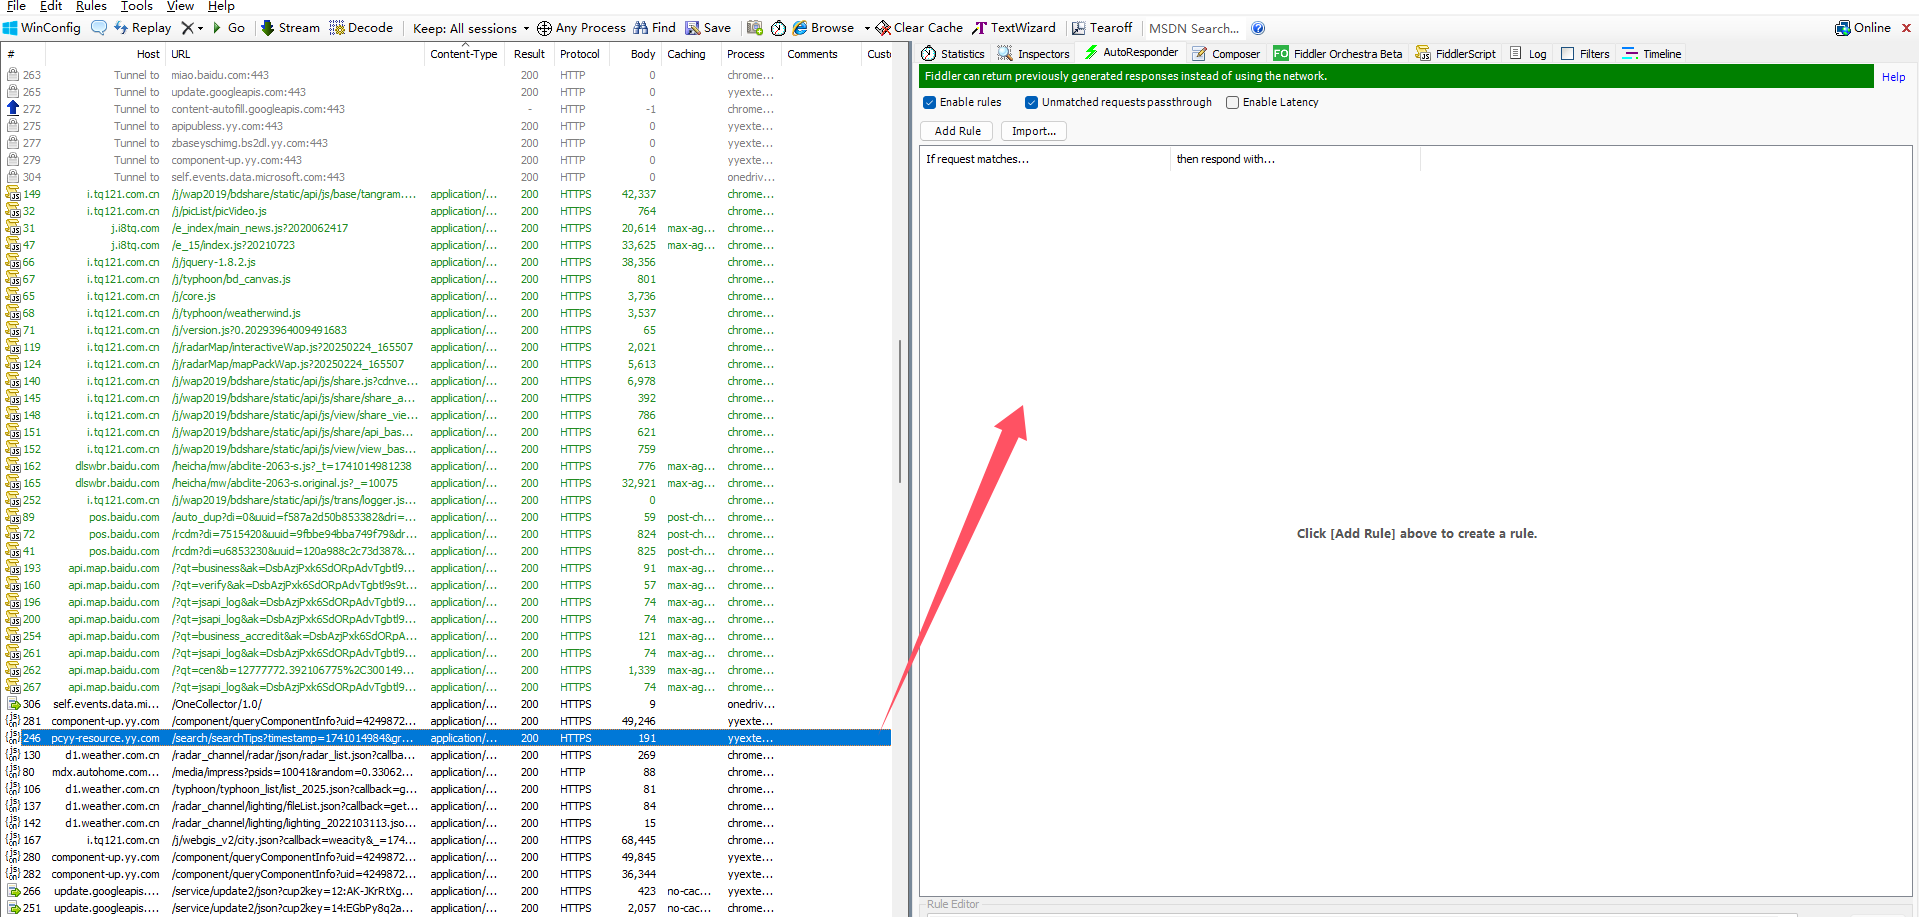 File Edit Rules Tools View Help
WinConfig Replay Go Stream Decode Keep: All sessions Any Process Find Save Browse Clear Cache TextWizard Tearoff MSDN Search... Online
# Host URL Content-Type Result Protocol Body Caching Process Comments Custo
263 Tunnel to miao.baidu.com:443 200 HTTP 0 chrome...
265 Tunnel to update.googleapis.com:443 200 HTTP 0 yyexte...
272 Tunnel to content-autofill.googleapis.com:443 - HTTP -1 chrome...
275 Tunnel to apipubless.yy.com:443 200 HTTP 0 yyexte...
277 Tunnel to zbaseyschimg.bs2dl.yy.com:443 200 HTTP 0 yyexte...
279 Tunnel to component-up.yy.com:443 200 HTTP 0 yyexte...
304 Tunnel to self.events.data.microsoft.com:443 200 HTTP 0 onedriv...
149 i.tq121.com.cn /j/wap2019/bdshare/static/api/js/base/tangram.... application/... 200 HTTPS 42,337 chrome...
32 i.tq121.com.cn /j/picList/picVideo.js application/... 200 HTTPS 764 chrome...
31 j.i8tq.com /e_index/main_news.js?2020062417 application/... 200 HTTPS 20,614 max-ag... chrome...
47 j.i8tq.com /e_15/index.js?20210723 application/... 200 HTTPS 33,625 max-ag... chrome...
66 i.tq121.com.cn /j/jquery-1.8.2.js application/... 200 HTTPS 38,356 chrome...
67 i.tq121.com.cn /j/typhoon/bd_canvas.js application/... 200 HTTPS 801 chrome...
65 i.tq121.com.cn /j/core.js application/... 200 HTTPS 3,736 chrome...
68 i.tq121.com.cn /j/typhoon/weatherwind.js application/... 200 HTTPS 3,537 chrome...
71 i.tq121.com.cn /j/version.js?0.20293964009491683 application/... 200 HTTPS 65 chrome...
119 i.tq121.com.cn /j/radarMap/interactiveWap.js?20250224_165507 application/... 200 HTTPS 2,021 chrome...
124 i.tq121.com.cn /j/radarMap/mapPackWap.js?20250224_165507 application/... 200 HTTPS 5,613 chrome...
140 i.tq121.com.cn /j/wap2019/bdshare/static/api/js/share.js?cdnve... application/... 200 HTTPS 6,978 chrome...
145 i.tq121.com.cn /j/wap2019/bdshare/static/api/js/share/share_a... application/... 200 HTTPS 392 chrome...
148 i.tq121.com.cn /j/wap2019/bdshare/static/api/js/view/share_vie... application/... 200 HTTPS 786 chrome...
151 i.tq121.com.cn /j/wap2019/bdshare/static/api/js/share/api_bas... application/... 200 HTTPS 621 chrome...
152 i.tq121.com.cn /j/wap2019/bdshare/static/api/js/view/view_bas... application/... 200 HTTPS 759 chrome...
162 dlswbr.baidu.com /heicha/mw/abclite-2063-s.js?_t=1741014981238 application/... 200 HTTPS 776 max-ag... chrome...
165 dlswbr.baidu.com /heicha/mw/abclite-2063-s.original.js?_=10075 application/... 200 HTTPS 32,921 max-ag... chrome...
252 i.tq121.com.cn /j/wap2019/bdshare/static/api/js/trans/logger.js... application/... 200 HTTPS 0 chrome...
89 pos.baidu.com /auto_dup?di=0&uuid=f587a2d50b853382&dri=... application/... 200 HTTPS 59 post-ch... chrome...
72 pos.baidu.com /rcdm?di=7515420&uuid=9fbbe94bba749f79&dr... application/... 200 HTTPS 824 post-ch... chrome...
41 pos.baidu.com /rcdm?di=u6853230&uuid=120a988c2c73d387&... application/... 200 HTTPS 825 post-ch... chrome...
193 api.map.baidu.com /?qt=business&ak=DsbAzjPxk6SdORpAdvTgbtl9... application/... 200 HTTPS 91 max-ag... chrome...
160 api.map.baidu.com /?qt=verify&ak=DsbAzjPxk6SdORpAdvTgbtl9s9t... application/... 200 HTTPS 57 max-ag... chrome...
196 api.map.baidu.com /?qt=jsapi_log&ak=DsbAzjPxk6SdORpAdvTgbtl9... application/... 200 HTTPS 74 max-ag... chrome...
200 api.map.baidu.com /?qt=jsapi_log&ak=DsbAzjPxk6SdORpAdvTgbtl9... application/... 200 HTTPS 74 max-ag... chrome...
254 api.map.baidu.com /?qt=business_accredit&ak=DsbAzjPxk6SdORpA... application/... 200 HTTPS 121 max-ag... chrome...
261 api.map.baidu.com /?qt=jsapi_log&ak=DsbAzjPxk6SdORpAdvTgbtl9... application/... 200 HTTPS 74 max-ag... chrome...
262 api.map.baidu.com /?qt=cen&b=12777772.392106775%2C300149... application/... 200 HTTPS 1,339 max-ag... chrome...
267 api.map.baidu.com /?qt=jsapi_log&ak=DsbAzjPxk6SdORpAdvTgbtl9... application/... 200 HTTPS 74 max-ag... chrome...
306 self.events.data.mi... /OneCollector/1.0/ application/... 200 HTTPS 9 onedriv...
281 component-up.yy.com /component/queryComponentInfo?uid=4249872... application/... 200 HTTPS 49,246 yyexte...
246 pcyy-resource.yy.com /search/searchTips?timestamp=1741014984&gr... application/... 200 HTTPS 191 yyexte...
130 d1.weather.com.cn /radar_channel/radar/json/radar_list.json?callba... application/... 200 HTTPS 269 chrome...
80 mdx.autohome.com... /media/impress?psids=10041&random=0.33062... application/... 200 HTTP 88 chrome...
106 d1.weather.com.cn /typhoon/typhoon_list/list_2025.json?callback=g... application/... 200 HTTPS 81 chrome...
137 d1.weather.com.cn /radar_channel/lighting/fileList.json?callback=get... application/... 200 HTTPS 84 chrome...
142 d1.weather.com.cn /radar_channel/lighting/lighting_2022103113.jso... application/... 200 HTTPS 15 chrome...
167 i.tq121.com.cn /j/webgis_v2/city.json?callback=weacity&_=174... application/... 200 HTTPS 68,445 chrome...
280 component-up.yy.com /component/queryComponentInfo?uid=4249872... application/... 200 HTTPS 49,845 yyexte...
282 component-up.yy.com /component/queryComponentInfo?uid=4249872... application/... 200 HTTPS 36,344 yyexte...
266 update.googleapis.... /service/update2/json?cup2key=12:AK-JKrRtXg... application/... 200 HTTPS 423 no-cac... yyexte...
251 update.googleapis.... /service/update2/json?cup2key=14:EGbPy8q2a... application/... 200 HTTPS 2,057 no-cac... yyexte...
Statistics Inspectors AutoResponder Composer FO Fiddler Orchestra Beta FiddlerScript Log Filters Timeline
Fiddler can return previously generated responses instead of using the network. Help
Enable rules Unmatched requests passthrough Enable Latency
Add Rule Import...
If request matches... then respond with...
Click [Add Rule] above to create a rule.
Rule Editor